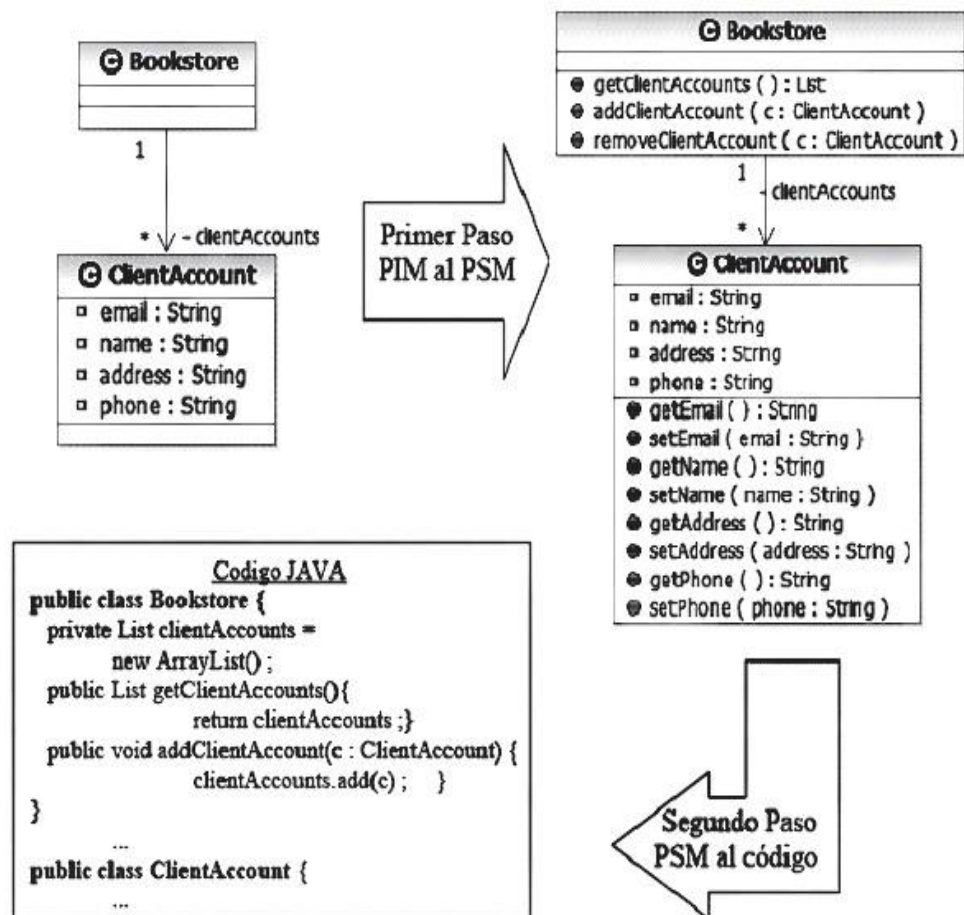 Bookstore
1
* - clientAccounts
ClientAccount
email : String
name : String
address : String
phone : String
Primer Paso
PIM al PSM
Bookstore
getClientAccounts ( ) : List
addClientAccount ( c : ClientAccount )
removeClientAccount ( c : ClientAccount )
1
- clientAccounts
*
ClientAccount
email : String
name : String
address : String
phone : String
getEmail ( ) : String
setEmail ( email : String )
getName ( ) : String
setName ( name : String )
getAddress ( ) : String
setAddress ( address : String )
getPhone ( ) : String
setPhone ( phone : String )
Codigo JAVA
public class Bookstore {
private List clientAccounts =
new ArrayList() ;
public List getClientAccounts(){
return clientAccounts ;}
public void addClientAccount(c : ClientAccount) {
clientAccounts.add(c) ; }
}
...
public class ClientAccount {
...
Segundo Paso
PSM al código